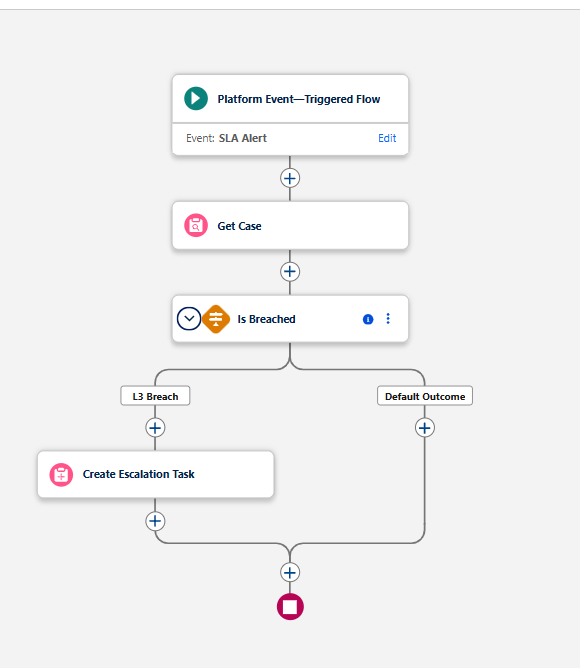 Platform Event—Triggered Flow
Event: SLA Alert Edit
Get Case
Is Breached
L3 Breach Default Outcome
Create Escalation Task